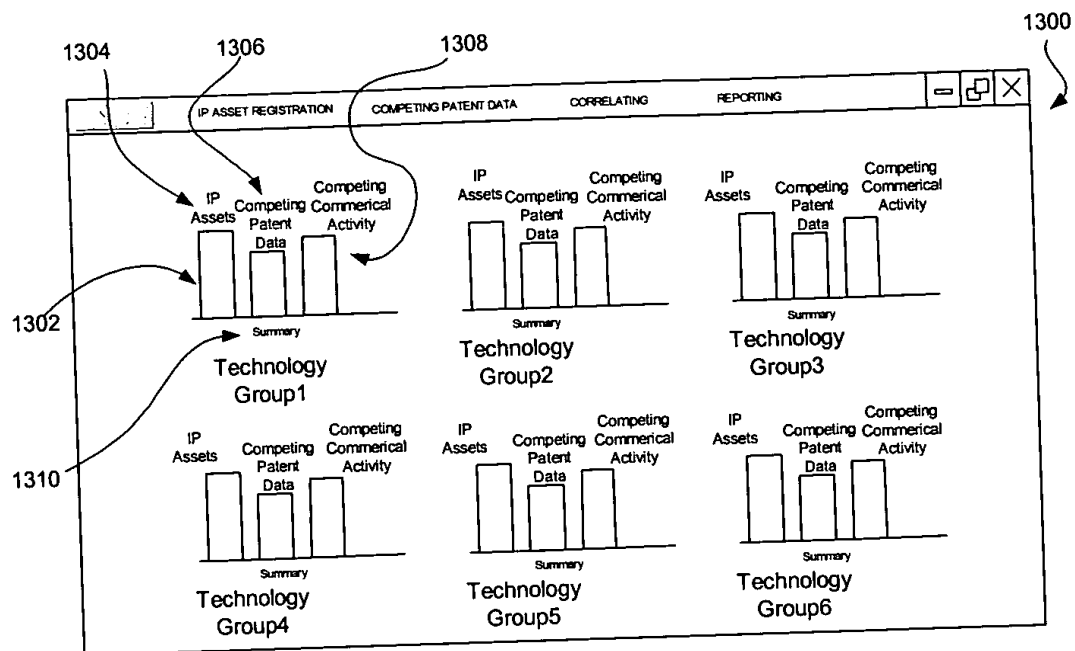 1304
1306
1308
1300
IP ASSET REGISTRATION COMPETING PATENT DATA CORRELATING REPORTING
IP
Assets
Competing
Patent
Data
Competing
Commerical
Activity
1302
Summary
Technology
Group1
IP
Assets
Competing
Patent
Data
Competing
Commerical
Activity
Summary
Technology
Group2
IP
Assets
Competing
Patent
Data
Competing
Commerical
Activity
Summary
Technology
Group3
1310
IP
Assets
Competing
Patent
Data
Competing
Commerical
Activity
Summary
Technology
Group4
IP
Assets
Competing
Patent
Data
Competing
Commerical
Activity
Summary
Technology
Group5
IP
Assets
Competing
Patent
Data
Competing
Commerical
Activity
Summary
Technology
Group6